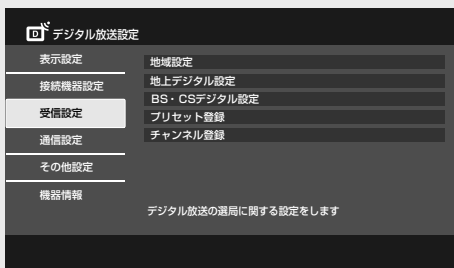 D デジタル放送設定
表示設定
接続機器設定
受信設定
通信設定
その他設定
機器情報
地域設定
地上デジタル設定
BS・CSデジタル設定
プリセット登録
チャンネル登録
デジタル放送の選局に関する設定をします